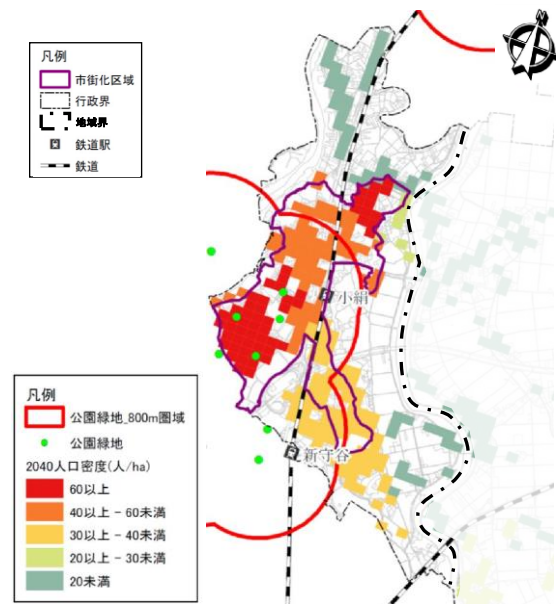 凡例
市街化区域
行政界
地域界
鉄道駅
鉄道
小絹
新守谷
凡例
公園緑地_800m圏域
公園緑地
2040人口密度(人/ha)
60以上
40以上 - 60未満
30以上 - 40未満
20以上 - 30未満
20未満